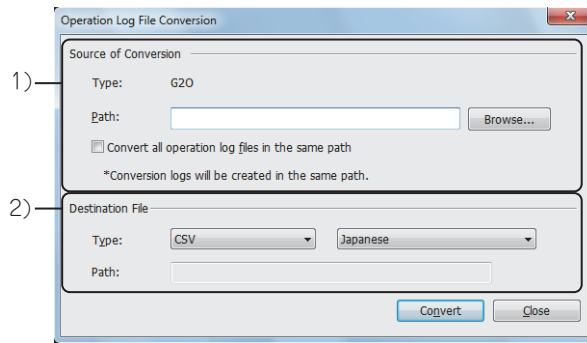 Operation Log File Conversion
1)
Source of Conversion
Type: G2O
Path: Browse...
Convert all operation log files in the same path
*Conversion logs will be created in the same path.
2)
Destination File
Type: CSV Japanese
Path:
Convert Close